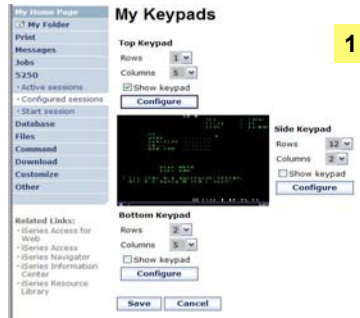 My Home Page
My Folder
Print
Messages
Jobs
5250
Active sessions
Configured sessions
Start session
Database
Files
Command
Download
Customize
Other
Related Links:
iSeries Access for
Web
iSeries Access
iSeries Navigator
iSeries Information
Center
iSeries Resource
Library
My Keypads
1
Top Keypad
Rows 1
Columns 5
Show keypad
Configure
Side Keypad
Rows 12
Columns 2
Show keypad
Configure
Bottom Keypad
Rows 2
Columns 5
Show keypad
Configure
Save Cancel